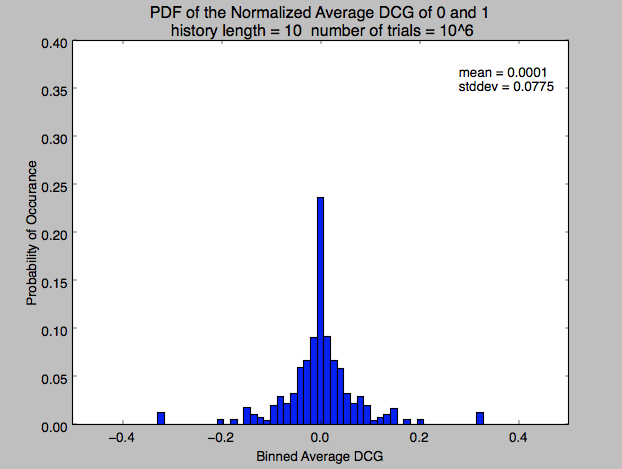 PDF of the Normalized Average DCG of 0 and 1
history length = 10 number of trials = 10^6
mean = 0.0001
stddev = 0.0775
Probability of Occurance
0.40
0.35
0.30
0.25
0.20
0.15
0.10
0.05
0.00
−0.4 −0.2 0.0 0.2 0.4
Binned Average DCG